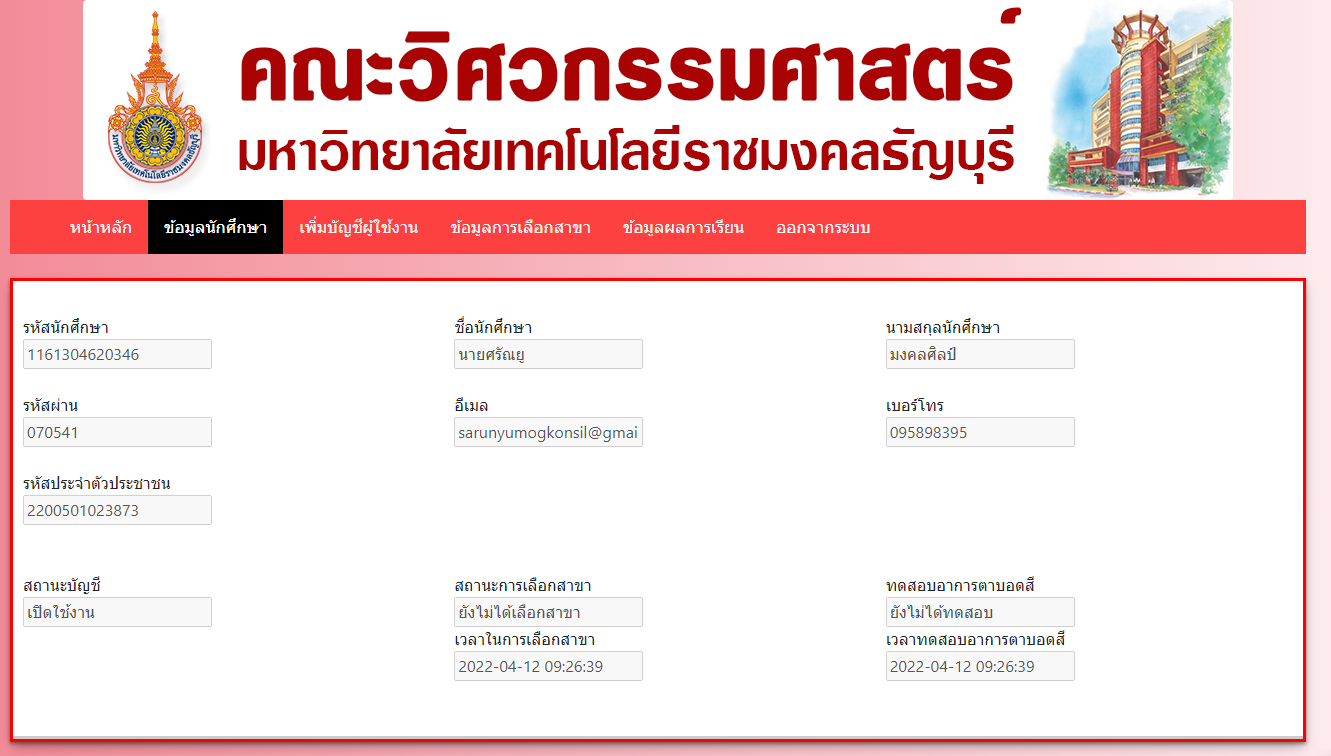 คณะวิศวกรรมศาสตร์
มหาวิทยาลัยเทคโนโลยีราชมงคลธัญบุรี
มหาวิทยาลัยเทคโนโลยีราชมงคลธัญบุรี
หน้าหลัก ข้อมูลนักศึกษา เพิ่มบัญชีผู้ใช้งาน ข้อมูลการเลือกสาขา ข้อมูลผลการเรียน ออกจากระบบ
รหัสนักศึกษา ชื่อนักศึกษา นามสกุลนักศึกษา
1161304620346 นายศรัณยู มงคลศิลป์
รหัสผ่าน อีเมล เบอร์โทร
070541 sarunyumogkonsil@gmai 095898395
รหัสประจำตัวประชาชน
2200501023873
สถานะบัญชี สถานะการเลือกสาขา ทดสอบอาการตาบอดสี
เปิดใช้งาน ยังไม่ได้เลือกสาขา ยังไม่ได้ทดสอบ
เวลาในการเลือกสาขา เวลาทดสอบอาการตาบอดสี
2022-04-12 09:26:39 2022-04-12 09:26:39